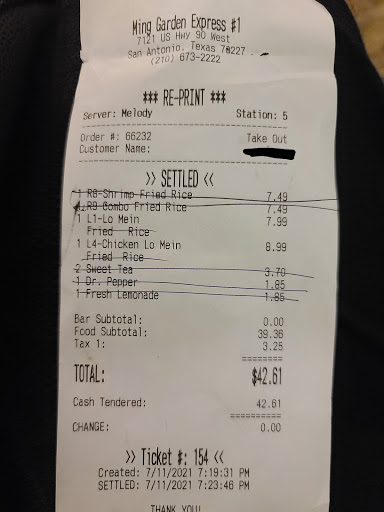 Ming Garden Express #1
7121 US Hwy 90 West
San Antonio, Texas 78227
(210) 673-2222
*** RE-PRINT ***
Server: Melody Station: 5
Order #: 66232 Take Out
Customer Name:
>> SETTLED <<
1 R8-Shrimp Fried Rice 7.49
1 R9-Combo Fried Rice 7.49
1 L1-Lo Mein 7.99
Fried Rice
1 L4-Chicken Lo Mein 8.99
Fried Rice
2 Sweet Tea 3.70
1 Dr. Pepper 1.85
1 Fresh Lemonade 1.85
Bar Subtotal: 0.00
Food Subtotal: 39.36
Tax 1: 3.25
========
TOTAL: $42.61
Cash Tendered: 42.61
==========
CHANGE: 0.00
>> Ticket #: 154 <<
Created: 7/11/2021 7:19:31 PM
SETTLED: 7/11/2021 7:23:46 PM
THANK YOU!